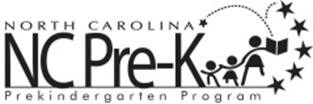 NORTH CAROLINA
NC Pre-K
Prekindergarten Program